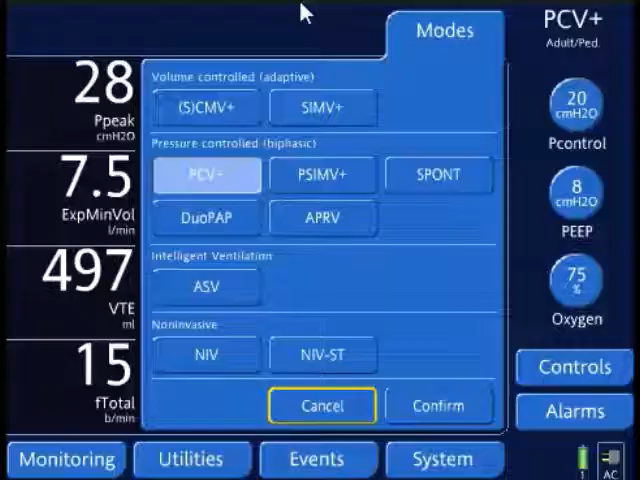 Modes
PCV+
Adult/Ped.
28
Ppeak
cmH2O
7.5
ExpMinVol
l/min
497
VTE
ml
15
fTotal
b/min
Volume controlled (adaptive)
(S)CMV+
SIMV+
Pressure controlled (biphasic)
PCV+
PSIMV+
SPONT
DuoPAP
APRV
Intelligent Ventilation
ASV
Noninvasive
NIV
NIV-ST
Cancel
Confirm
20
cmH2O
Pcontrol
8
cmH2O
PEEP
75
%
Oxygen
Controls
Alarms
Monitoring
Utilities
Events
System
1
AC